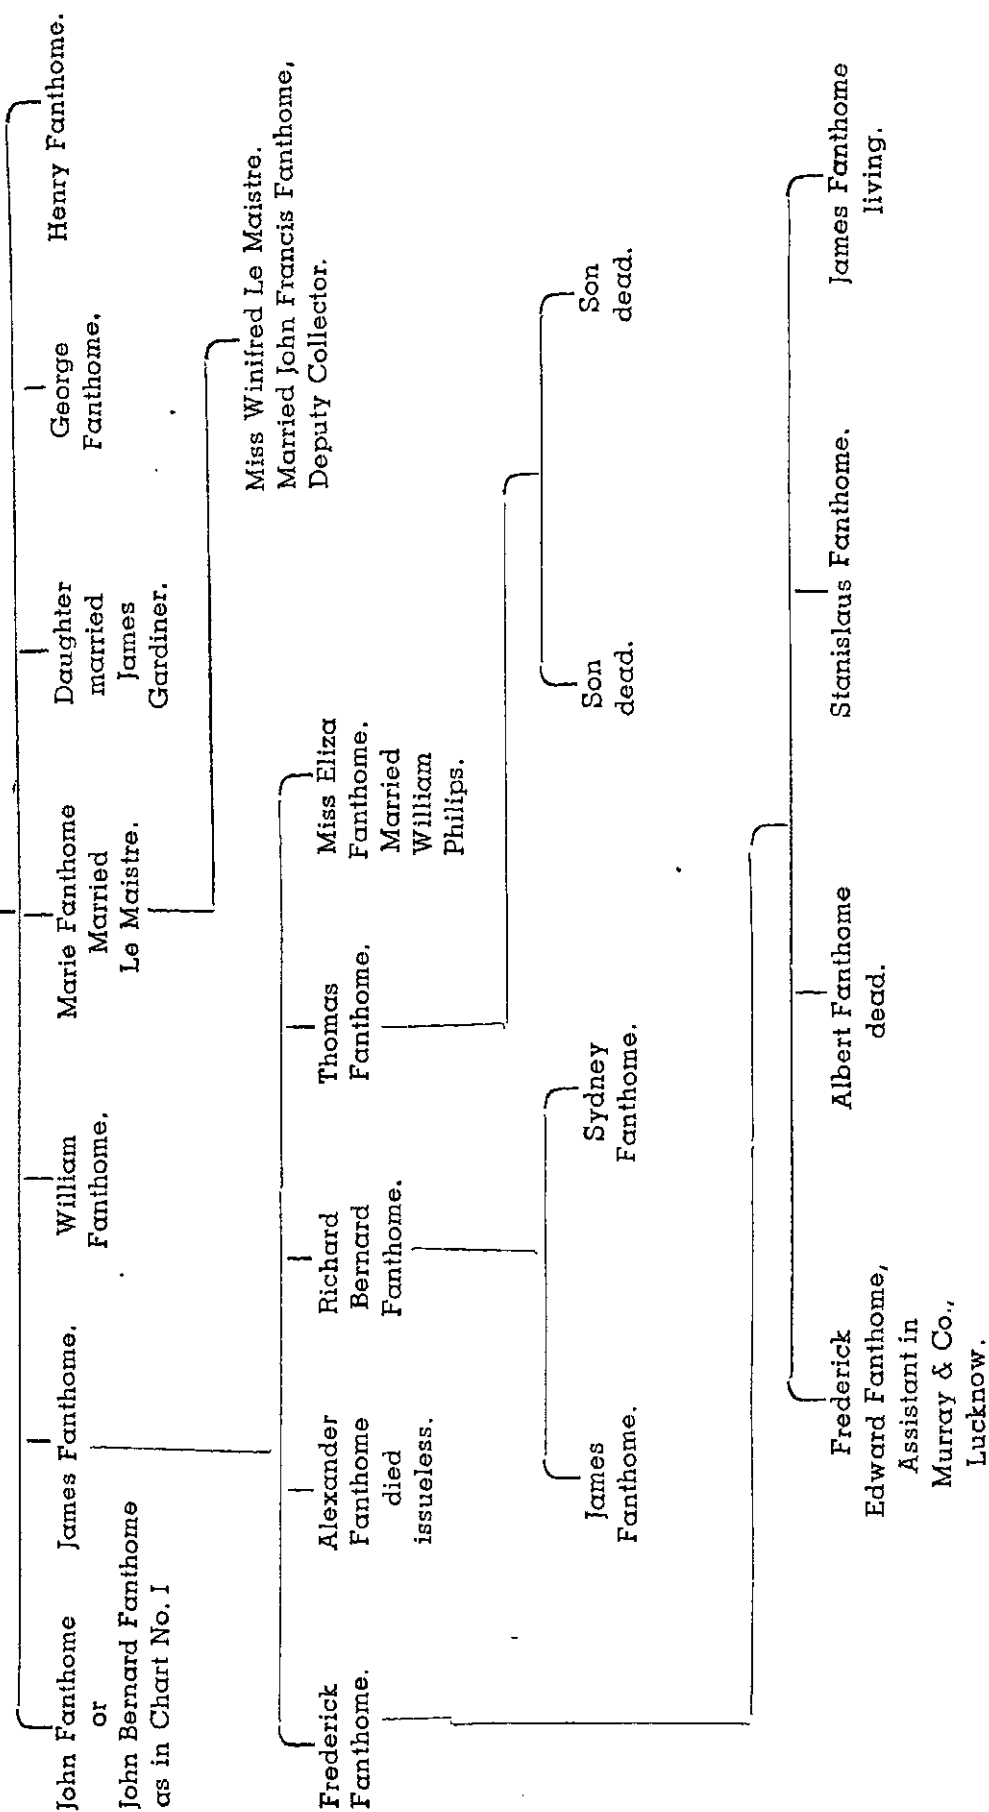 John Fanthome
or
John Bernard Fanthome
as in Chart No. I
James Fanthome.
William
Fanthome.
Marie Fanthome
Married
Le Maistre.
Daughter
married
James
Gardiner.
George
Fanthome.
Henry Fanthome.
Miss Winifred Le Maistre.
Married John Francis Fanthome,
Deputy Collector.
Frederick
Fanthome.
Alexander
Fanthome
died
issueless.
Richard
Bernard
Fanthome.
Thomas
Fanthome.
Miss Eliza
Fanthome.
Married
William
Philips.
James
Fanthome.
Sydney
Fanthome.
Son
dead.
Son
dead.
Frederick
Edward Fanthome,
Assistant in
Murray & Co.,
Lucknow.
Albert Fanthome
dead.
Stanislaus Fanthome.
James Fanthome
living.